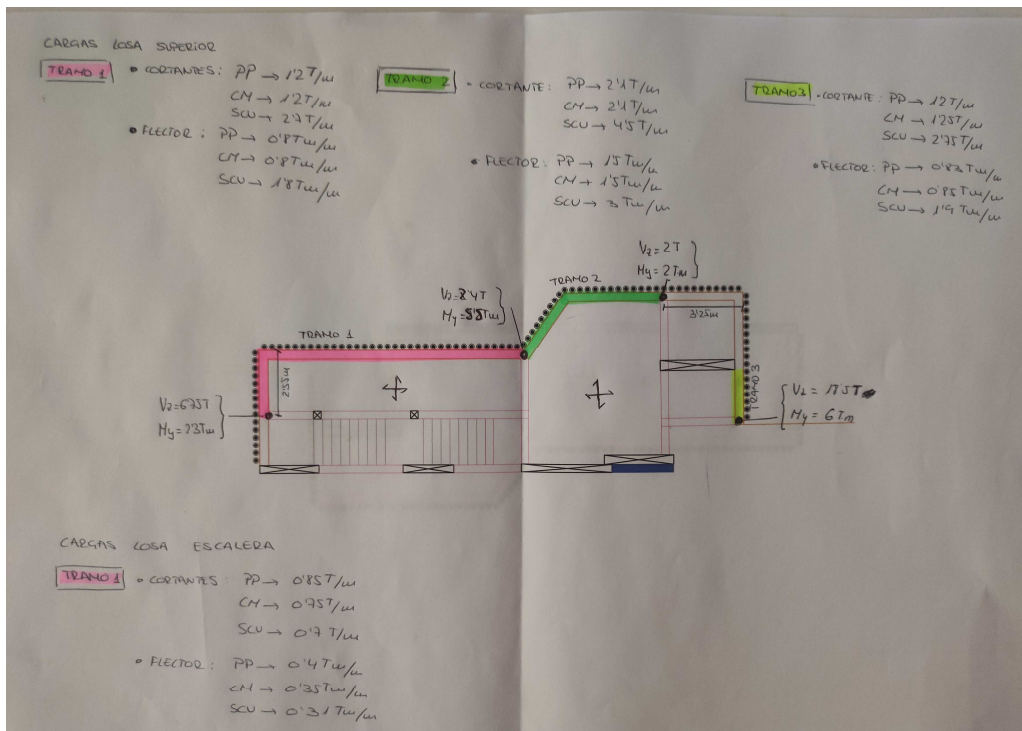 CARGAS LOSA SUPERIOR
TRAMO 1
• CORTANTES: PP → 1'2 T/m
CM → 1'2 T/m
SCU → 2'7 T/m
• FLECTOR: PP → 0'8 Tm/m
CM → 0'8 Tm/m
SCU → 1'8 Tm/m
TRAMO 2
- CORTANTE: PP → 2'1 T/m
CM → 2'1 T/m
SCU → 4'5 T/m
• FLECTOR: PP → 1'5 Tm/m
CM → 1'5 Tm/m
SCU → 3 Tm/m
TRAMO 3
- CORTANTE: PP → 1'2 T/m
CM → 1'25 T/m
SCU → 2'75 T/m
• FLECTOR: PP → 0'83 Tm/m
CM → 0'85 Tm/m
SCU → 1'9 Tm/m
Vz = 2 T
My = 2 Tm
TRAMO 2
My = 5'5 Tm
3'25 m
TRAMO 1
2'55 m
TRAMO 3
Vz = 6'75 T
My = 2'3 Tm
Vz = 17'5 T
My = 6 Tm
CARGAS LOSA ESCALERA
TRAMO 1
• CORTANTES: PP → 0'85 T/m
CM → 0'75 T/m
SCU → 0'7 T/m
• FLECTOR: PP → 0'4 Tm/m
CM → 0'35 Tm/m
SCU → 0'31 Tm/m